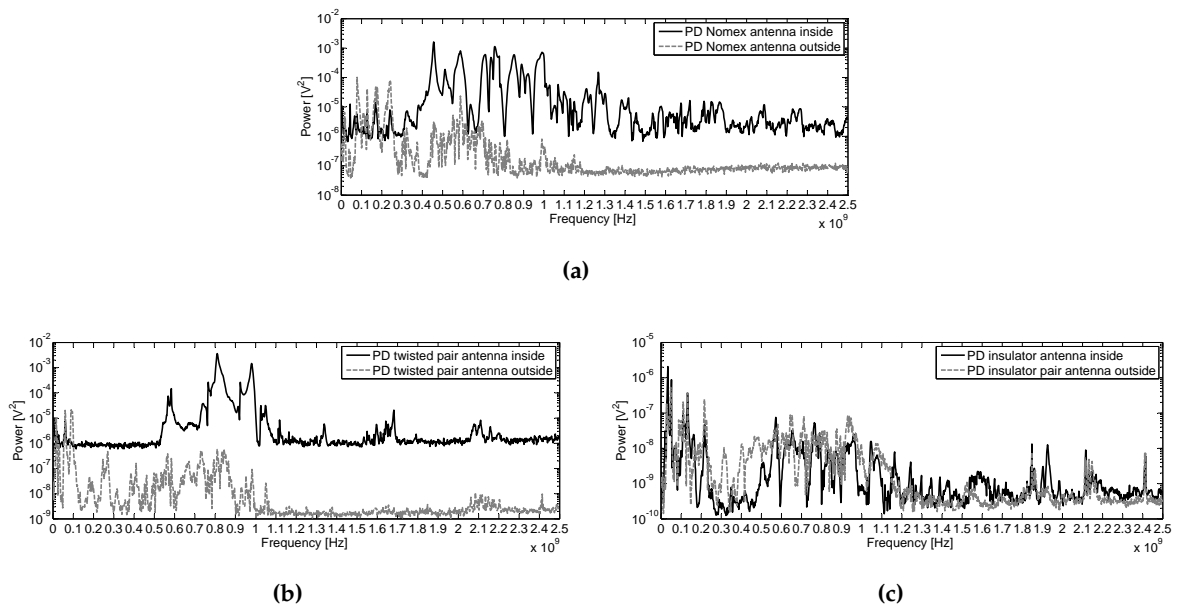 10^-2
10^-3
10^-4
10^-5
10^-6
10^-7
10^-8
Power [V^2]
PD Nomex antenna inside
PD Nomex antenna outside
0 0.1 0.2 0.3 0.4 0.5 0.6 0.7 0.8 0.9 1 1.1 1.2 1.3 1.4 1.5 1.6 1.7 1.8 1.9 2 2.1 2.2 2.3 2.4 2.5
Frequency [Hz]
x 10^9
(a)
10^-2
10^-3
10^-4
10^-5
10^-6
10^-7
10^-8
10^-9
Power [V^2]
PD twisted pair antenna inside
PD twisted pair antenna outside
0 0.1 0.2 0.3 0.4 0.5 0.6 0.7 0.8 0.9 1 1.1 1.2 1.3 1.4 1.5 1.6 1.7 1.8 1.9 2 2.1 2.2 2.3 2.4 2.5
Frequency [Hz]
x 10^9
(b)
10^-5
10^-6
10^-7
10^-8
10^-9
10^-10
Power [V^2]
PD insulator antenna inside
PD insulator pair antenna outside
0 0.1 0.2 0.3 0.4 0.5 0.6 0.7 0.8 0.9 1 1.1 1.2 1.3 1.4 1.5 1.6 1.7 1.8 1.9 2 2.1 2.2 2.3 2.4 2.5
Frequency [Hz]
x 10^9
(c)